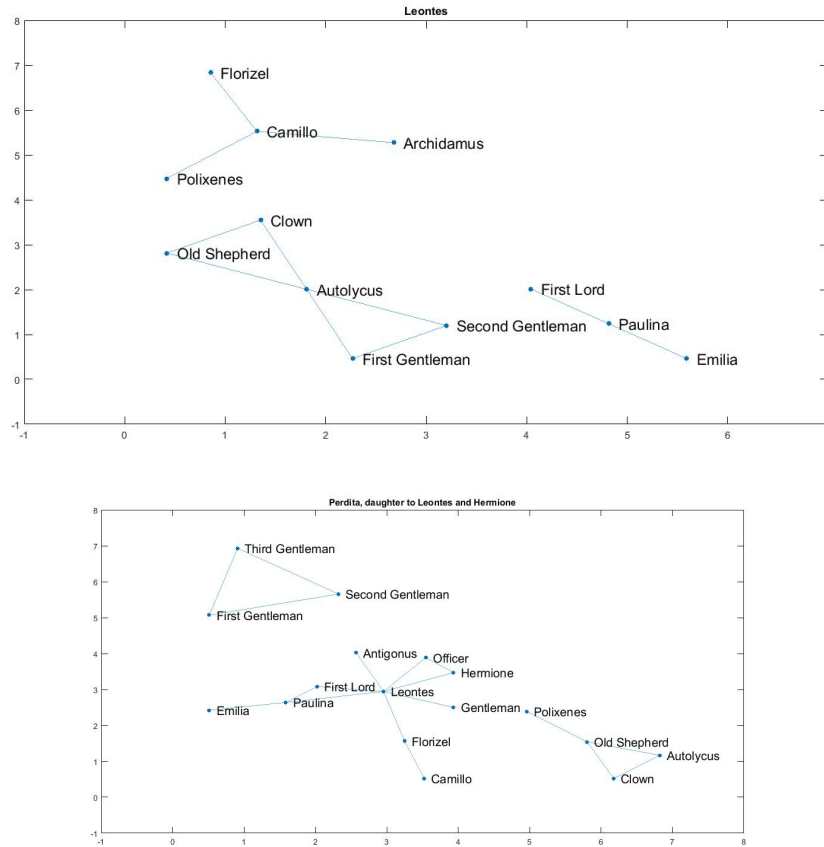 Leontes
8
7
6
5
4
3
2
1
0
-1
Florizel
Camillo
Archidamus
Polixenes
Clown
Old Shepherd
Autolycus
First Lord
Second Gentleman
Paulina
First Gentleman
Emilia
-1 0 1 2 3 4 5 6
Perdita, daughter to Leontes and Hermione
8
7
6
5
4
3
2
1
0
-1
Third Gentleman
Second Gentleman
First Gentleman
Antigonus
Officer
Hermione
First Lord
Leontes
Paulina
Emilia
Gentleman
Polixenes
Florizel
Old Shepherd
Autolycus
Camillo
Clown
-1 0 1 2 3 4 5 6 7 8